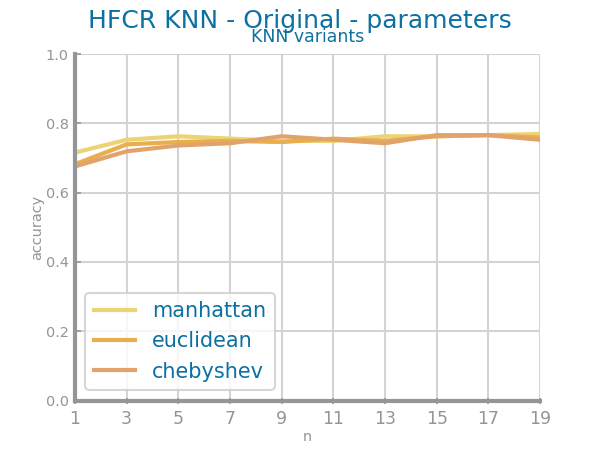 HFCR KNN - Original - parameters
KNN variants
1.0
0.8
0.6
0.4
0.2
0.0
accuracy
manhattan
euclidean
chebyshev
1 3 5 7 9 11 13 15 17 19
n